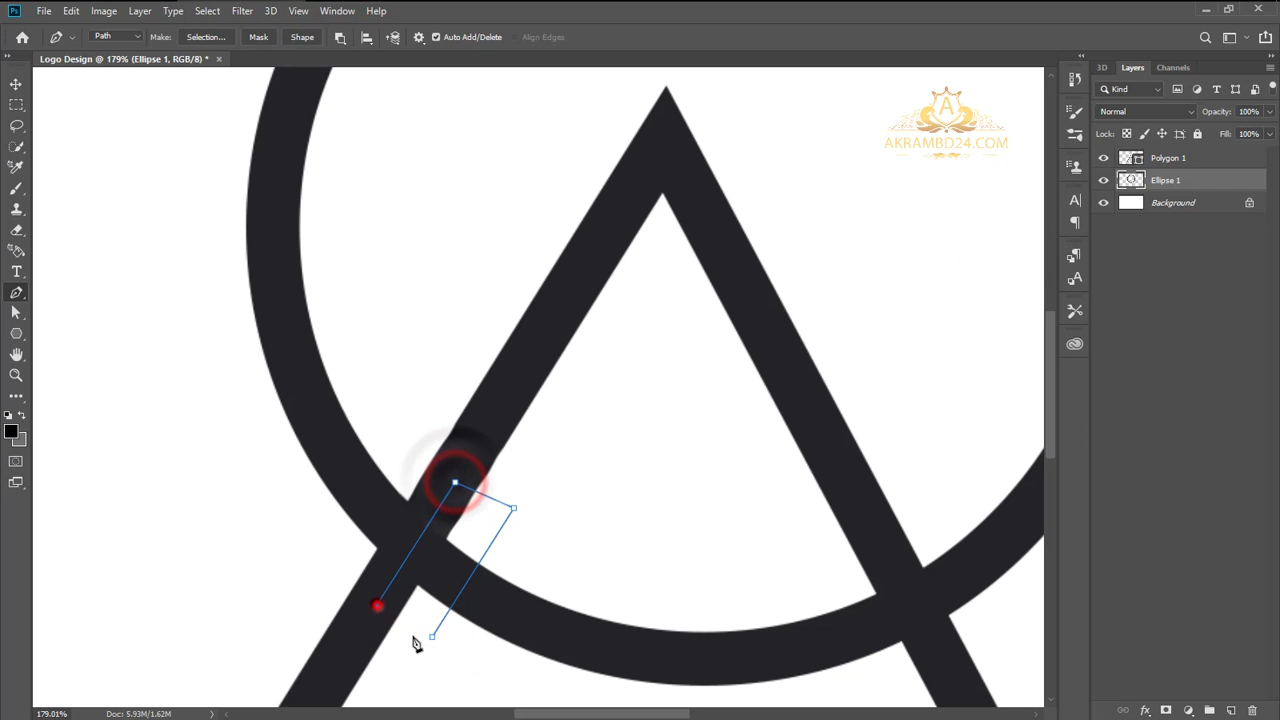 Ps File Edit Image Layer Type Select Filter 3D View Window Help
Path Make: Selection... Mask Shape Auto Add/Delete Align Edges
Logo Design @ 179% (Ellipse 1, RGB/8) * ×
3D Layers Channels
Kind
Normal Opacity: 100%
Lock: Fill: 100%
Polygon 1
Ellipse 1
Background
A
AKRAMBD24.COM
179.01% Doc: 5.93M/1.62M